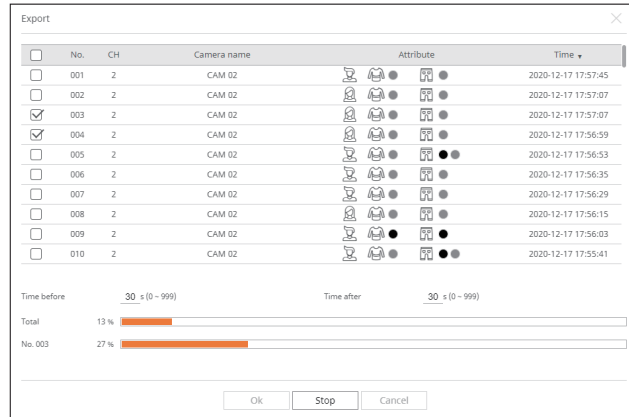 Export
No. CH Camera name Attribute Time
001 2 CAM 02 2020-12-17 17:57:45
002 2 CAM 02 2020-12-17 17:57:07
003 2 CAM 02 2020-12-17 17:57:07
004 2 CAM 02 2020-12-17 17:56:59
005 2 CAM 02 2020-12-17 17:56:53
006 2 CAM 02 2020-12-17 17:56:35
007 2 CAM 02 2020-12-17 17:56:29
008 2 CAM 02 2020-12-17 17:56:15
009 2 CAM 02 2020-12-17 17:56:03
010 2 CAM 02 2020-12-17 17:55:41
Time before 30 s (0 ~ 999) Time after 30 s (0 ~ 999)
Total 13 %
No. 003 27 %
Ok Stop Cancel